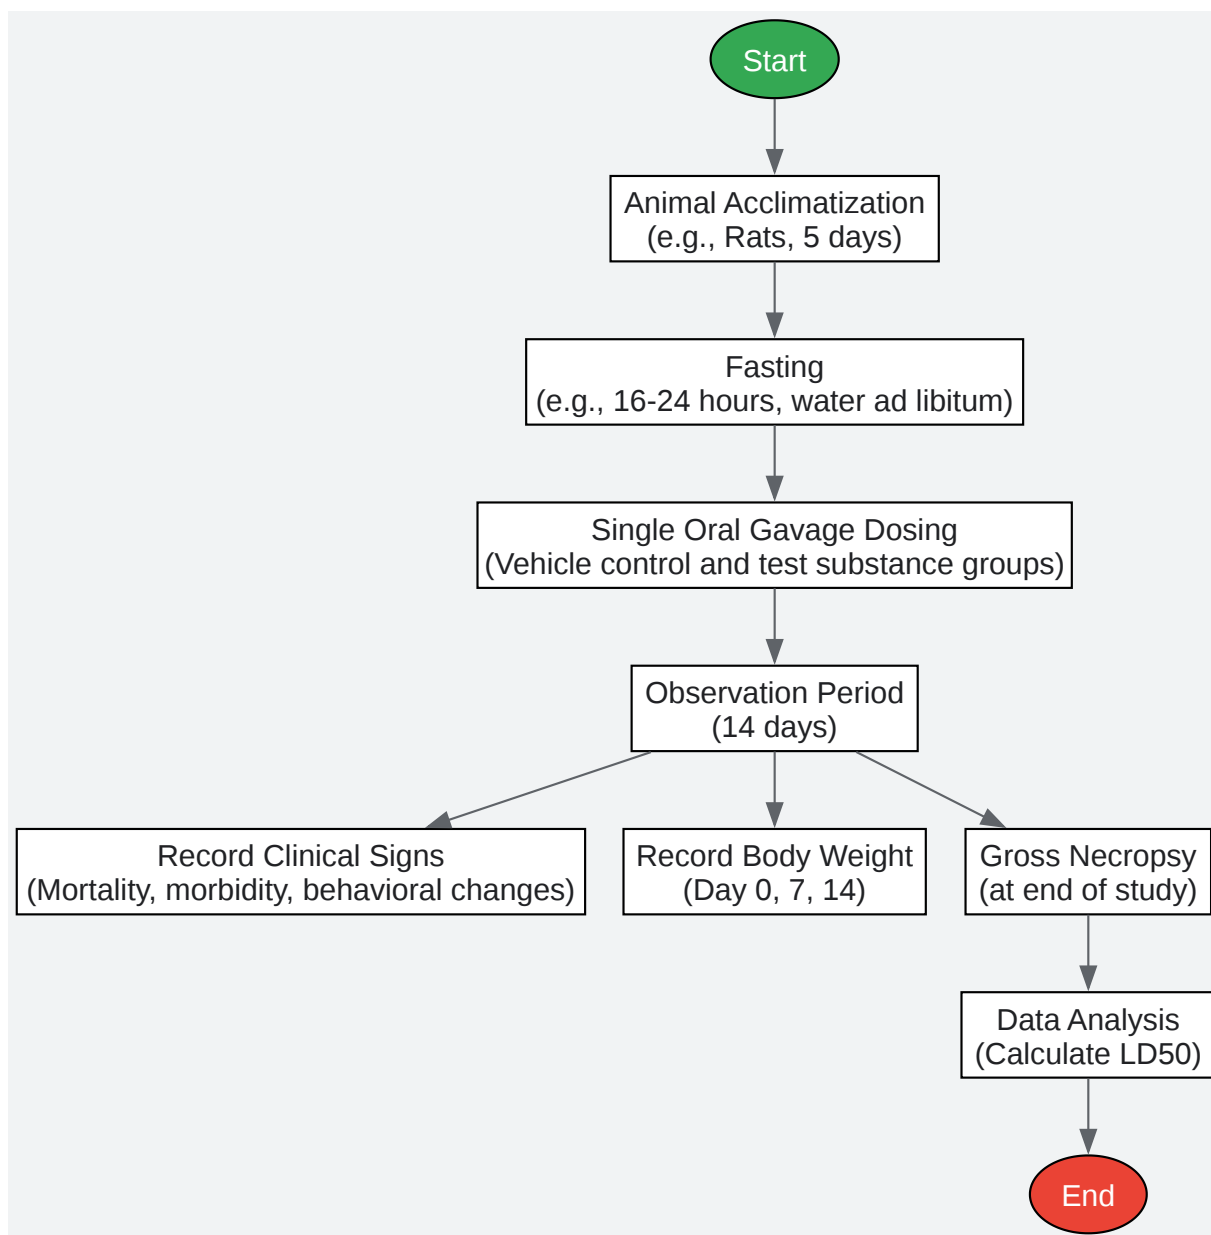 Start
Animal Acclimatization
(e.g., Rats, 5 days)
Fasting
(e.g., 16-24 hours, water ad libitum)
Single Oral Gavage Dosing
(Vehicle control and test substance groups)
Observation Period
(14 days)
Record Clinical Signs
(Mortality, morbidity, behavioral changes)
Record Body Weight
(Day 0, 7, 14)
Gross Necropsy
(at end of study)
Data Analysis
(Calculate LD50)
End